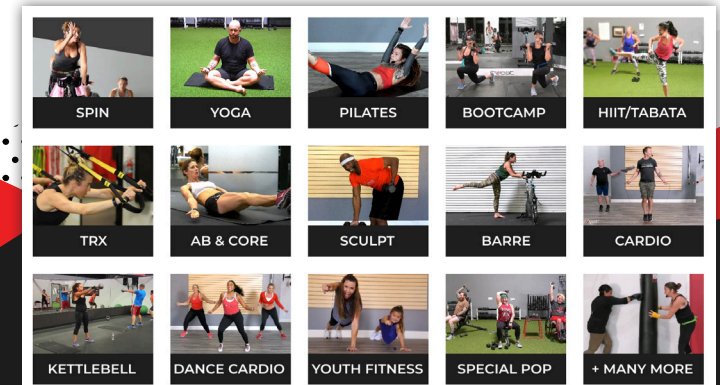 SPIN
YOGA
PILATES
BOOTCAMP
HIIT/TABATA
TRX
AB & CORE
SCULPT
BARRE
CARDIO
KETTLEBELL
DANCE CARDIO
YOUTH FITNESS
SPECIAL POP
+ MANY MORE